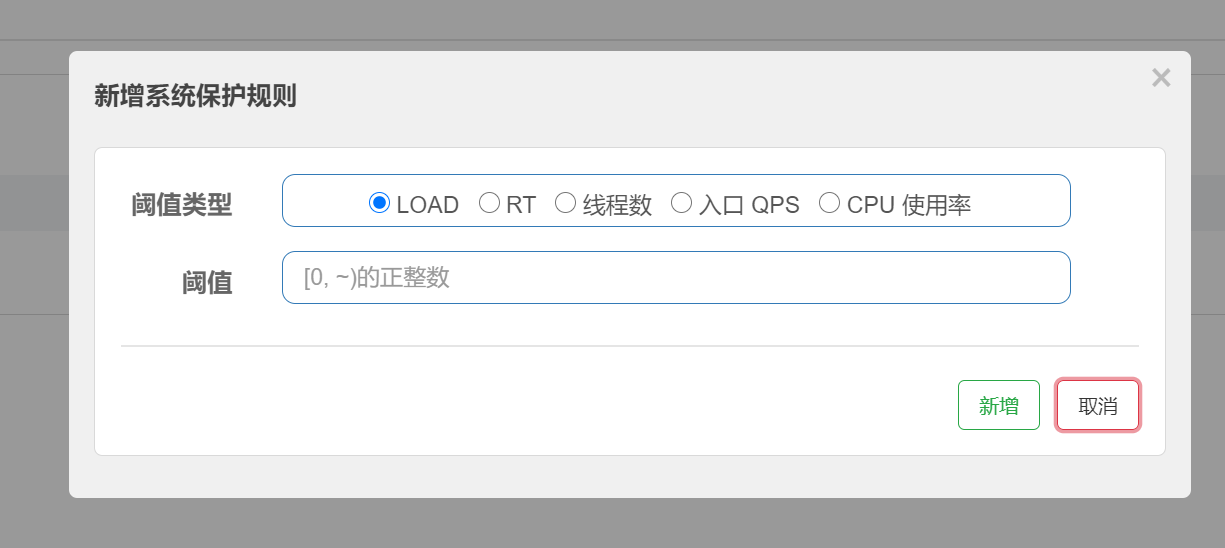 新增系统保护规则
×
阈值类型 LOAD RT 线程数 入口 QPS CPU 使用率
阈值 [0, ~)的正整数
新增 取消